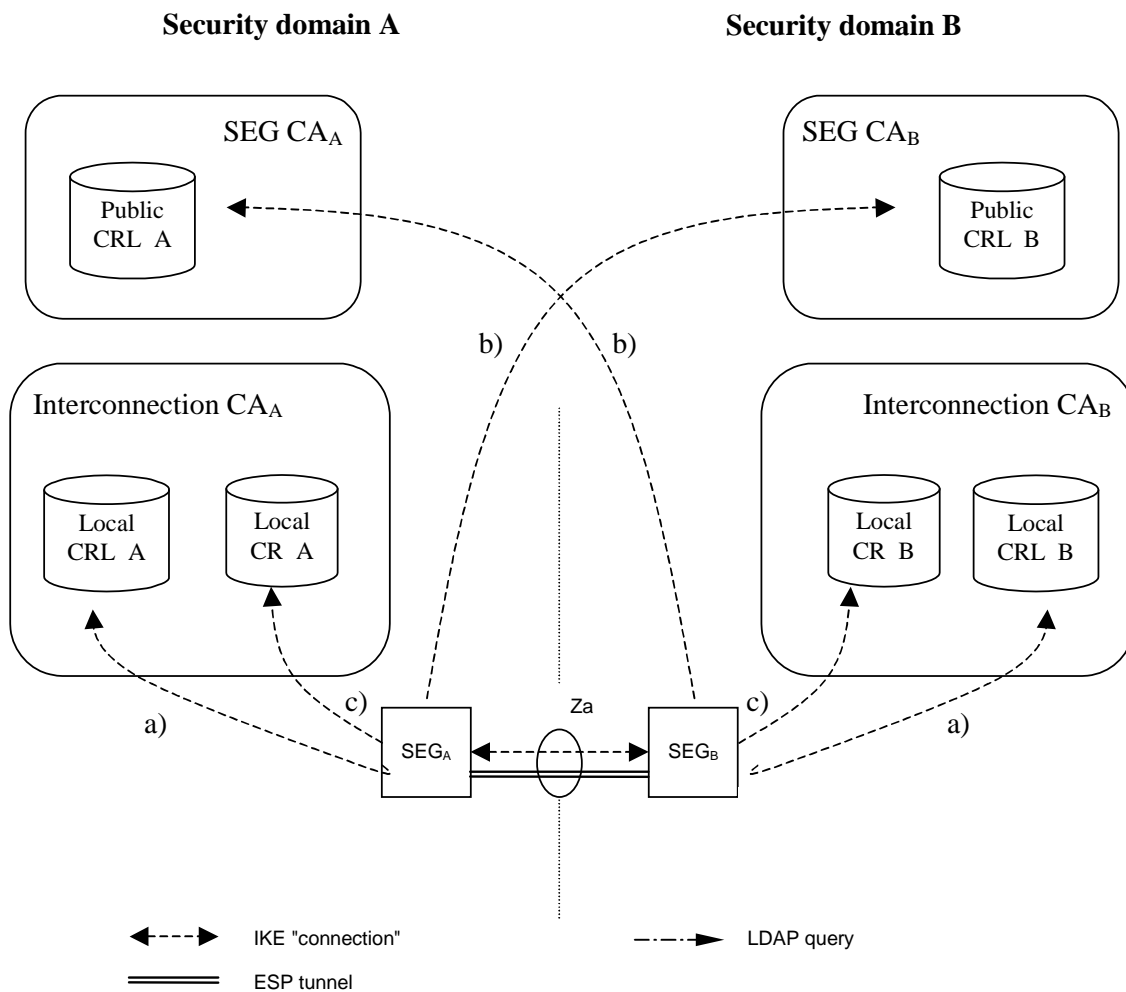 Security domain A
Security domain B
SEG CAA
SEG CAB
Public
CRL A
Public
CRL B
b)
b)
Interconnection CAA
Interconnection CAB
Local
CRL A
Local
CR A
Local
CR B
Local
CRL B
a)
c)
Za
c)
a)
SEGA
SEGB
IKE "connection"
LDAP query
ESP tunnel